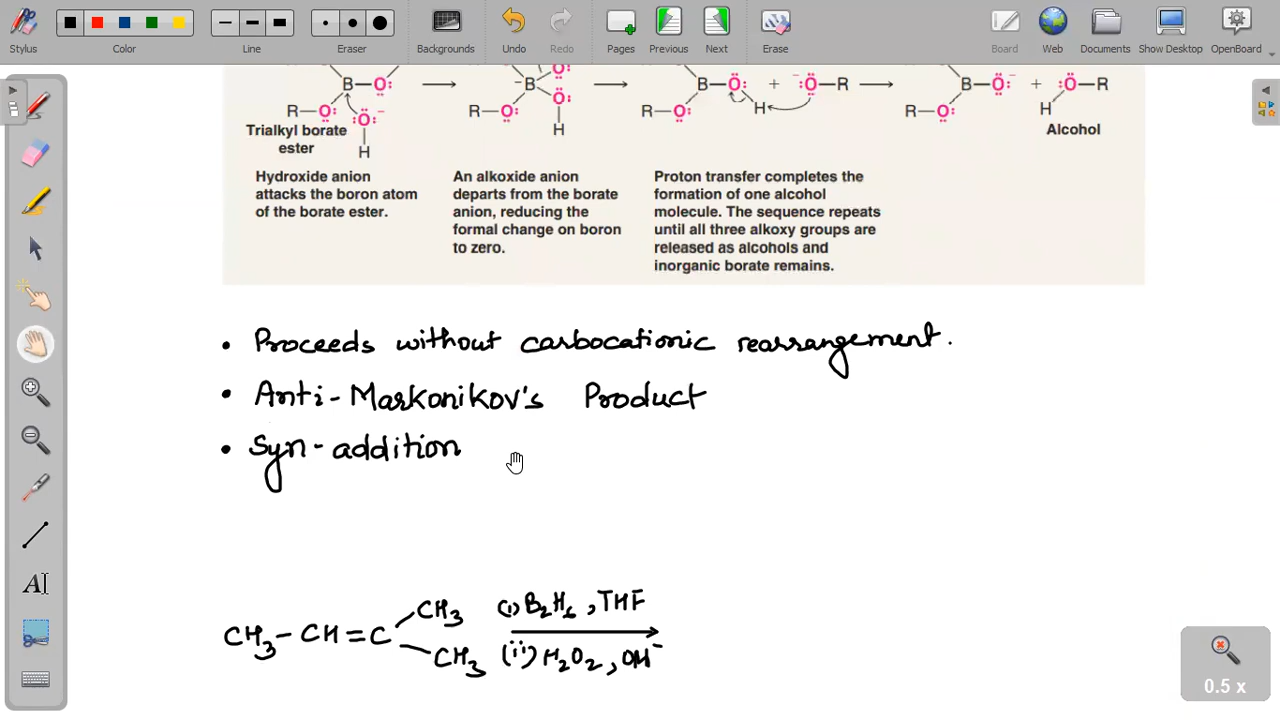 Stylus Color Line Eraser Backgrounds Undo Redo Pages Previous Next Erase Board Web Documents Show Desktop OpenBoard
B—Ö: → ⁻B—Ö: → B—Ö: + ⁻:Ö—R → B—Ö:⁻ + :Ö—R
R—Ö: :Ö:⁻ R—Ö: H R—Ö: H R—Ö: H
Trialkyl borate ester
H
Alcohol
Hydroxide anion
attacks the boron atom
of the borate ester.
An alkoxide anion
departs from the borate
anion, reducing the
formal change on boron
to zero.
Proton transfer completes the
formation of one alcohol
molecule. The sequence repeats
until all three alkoxy groups are
released as alcohols and
inorganic borate remains.
• Proceeds without carbocationic rearrangement.
• Anti-Markonikov's Product
• Syn-addition
CH3-CH=C
CH3
CH3
(i) B2H6, THF
(ii) H2O2, OH⁻
0.5 x